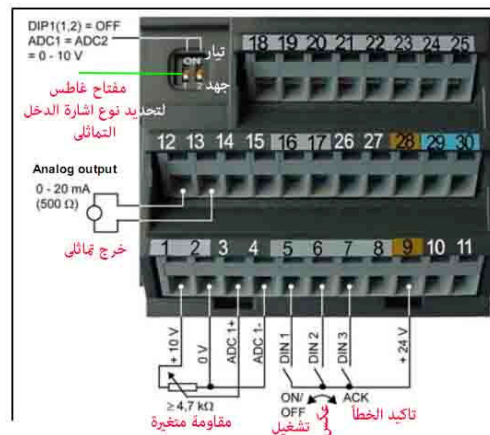 DIP1(1,2) = OFF
ADC1 = ADC2
= 0 - 10 V
تيار
ON
1 2
جهد
مفتاح غاطس
لتحديد نوع اشارة الدخل
التماثلى
18 19 20 21 22 23 24 25
12 13 14 15 16 17 26 27 28 29 30
Analog output
0 - 20 mA
(500 Ω)
خرج تماثلى
1 2 3 4 5 6 7 8 9 10 11
+ 10 V
0 V
ADC 1+
ADC 1-
DIN 1
DIN 2
DIN 3
+ 24 V
≥ 4,7 kΩ
مقاومة متغيرة
ON/
OFF
تشغيل
عكس
ACK
تاكيد الخطأ